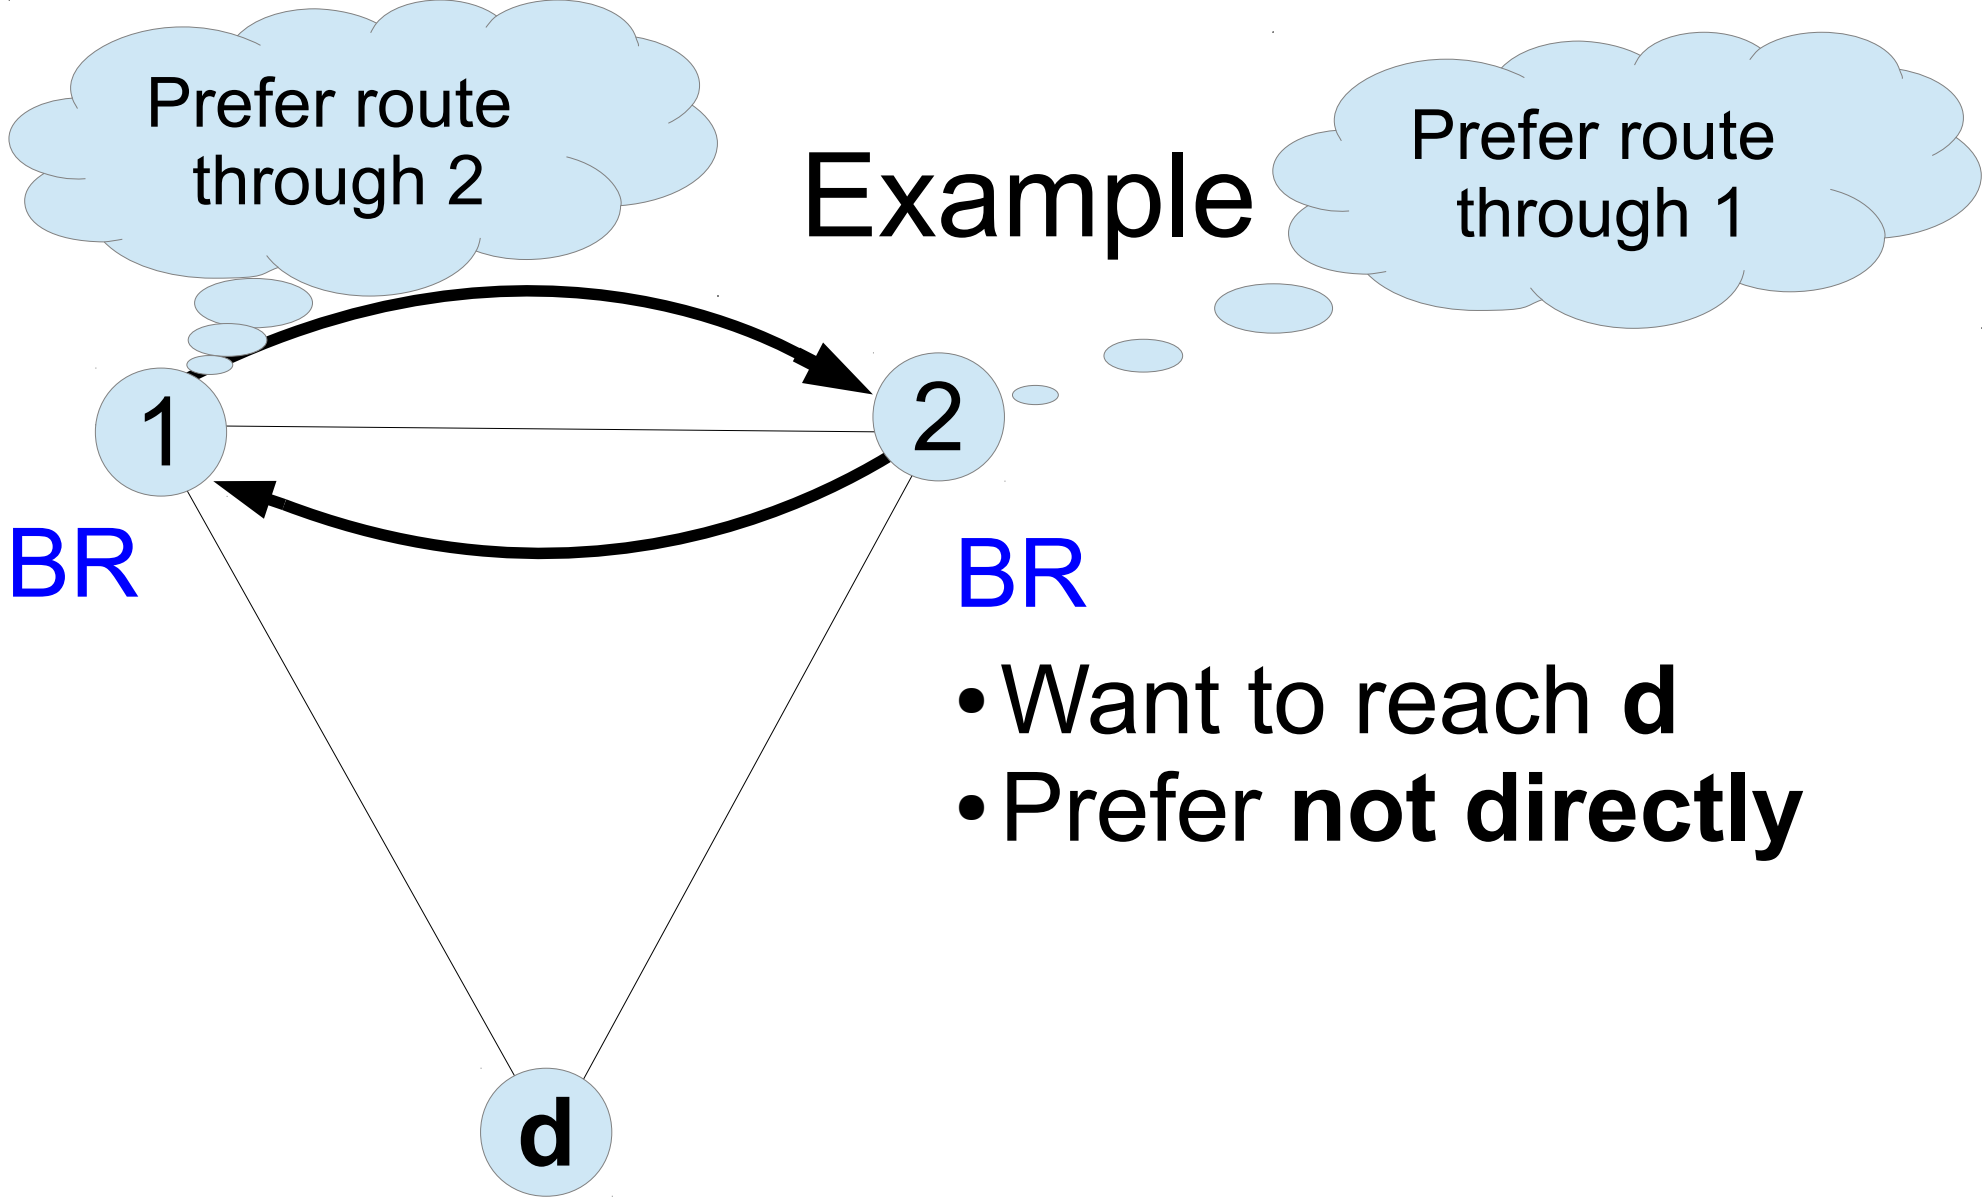 Prefer route
through 2
Example
Prefer route
through 1
1
2
BR
BR
•Want to reach d
•Prefer not directly
d